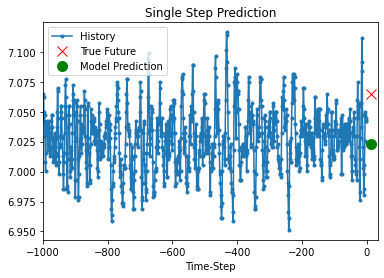 Single Step Prediction
History
True Future
Model Prediction
7.100
7.075
7.050
7.025
7.000
6.975
6.950
−1000
−800
−600
−400
−200
0
Time-Step